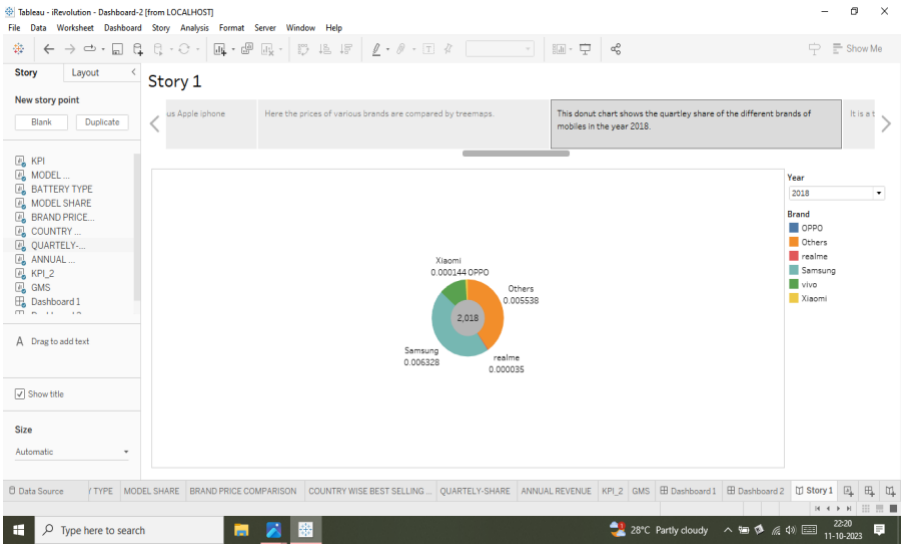 Tableau - iRevolution - Dashboard-2 [from LOCALHOST]
File Data Worksheet Dashboard Story Analysis Format Server Window Help
Show Me
Story Layout
New story point
Blank Duplicate
KPI
MODEL ...
BATTERY TYPE
MODEL SHARE
BRAND PRICE...
COUNTRY ...
QUARTELY-...
ANNUAL ...
KPI_2
GMS
Dashboard 1
A Drag to add text
Show title
Size
Automatic
Story 1
us Apple iphone
Here the prices of various brands are compared by treemaps.
This donut chart shows the quartley share of the different brands of
mobiles in the year 2018.
It is a t
Year
2018
Brand
OPPO
Others
realme
Samsung
vivo
Xiaomi
Xiaomi
0.000144 OPPO
Others
0.005538
2,018
Samsung
0.006328
realme
0.000035
Data Source / TYPE MODEL SHARE BRAND PRICE COMPARISON COUNTRY WISE BEST SELLING ... QUARTELY-SHARE ANNUAL REVENUE KPI_2 GMS Dashboard 1 Dashboard 2 Story 1
Type here to search
28°C Partly cloudy
22:20
11-10-2023